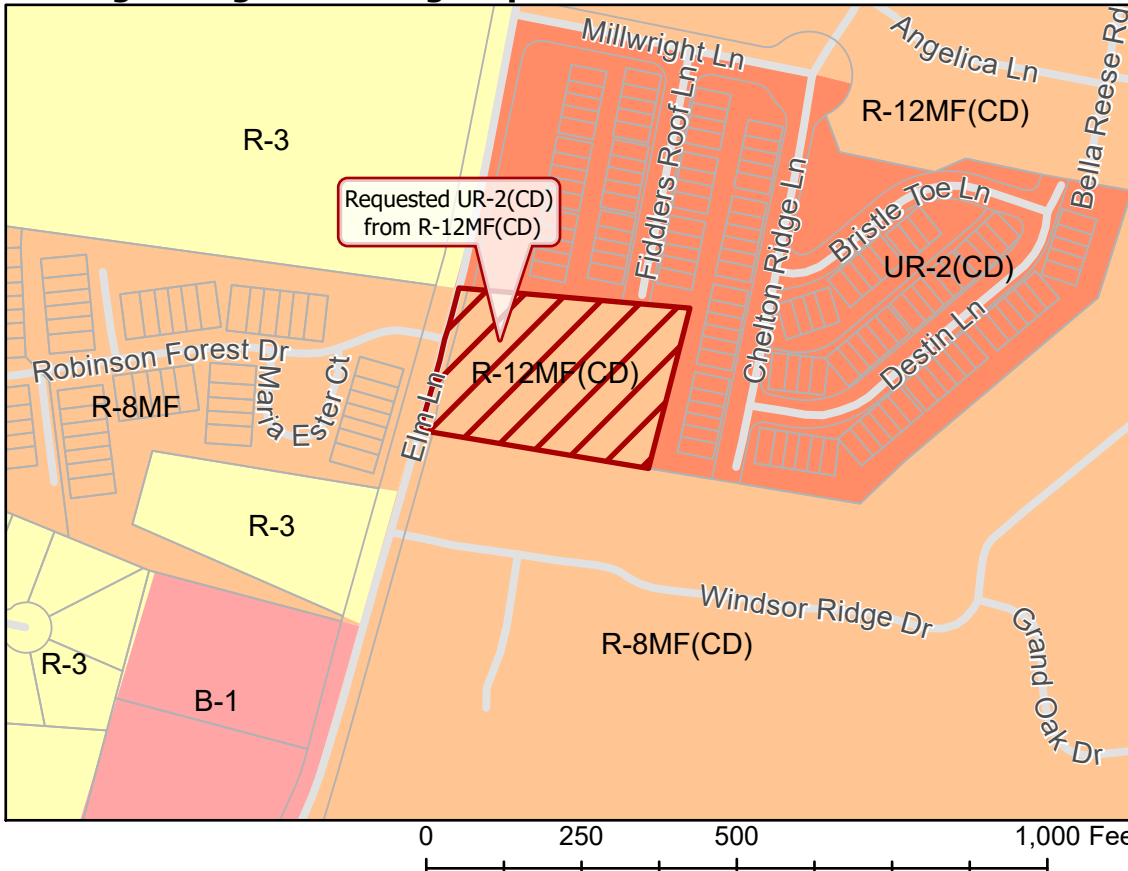 Millwright Ln
Angelica Ln
Bella Reese Rd
R-3
R-12MF(CD)
Requested UR-2(CD)
from R-12MF(CD)
Fiddlers Roof Ln
Chelton Ridge Ln
Bristle Toe Ln
UR-2(CD)
Destin Ln
Robinson Forest Dr
R-12MF(CD)
R-8MF
Maria Ester Ct
Elm Ln
R-3
Windsor Ridge Dr
R-8MF(CD)
Grand Oak Dr
R-3
B-1
0 250 500 1,000 Fee